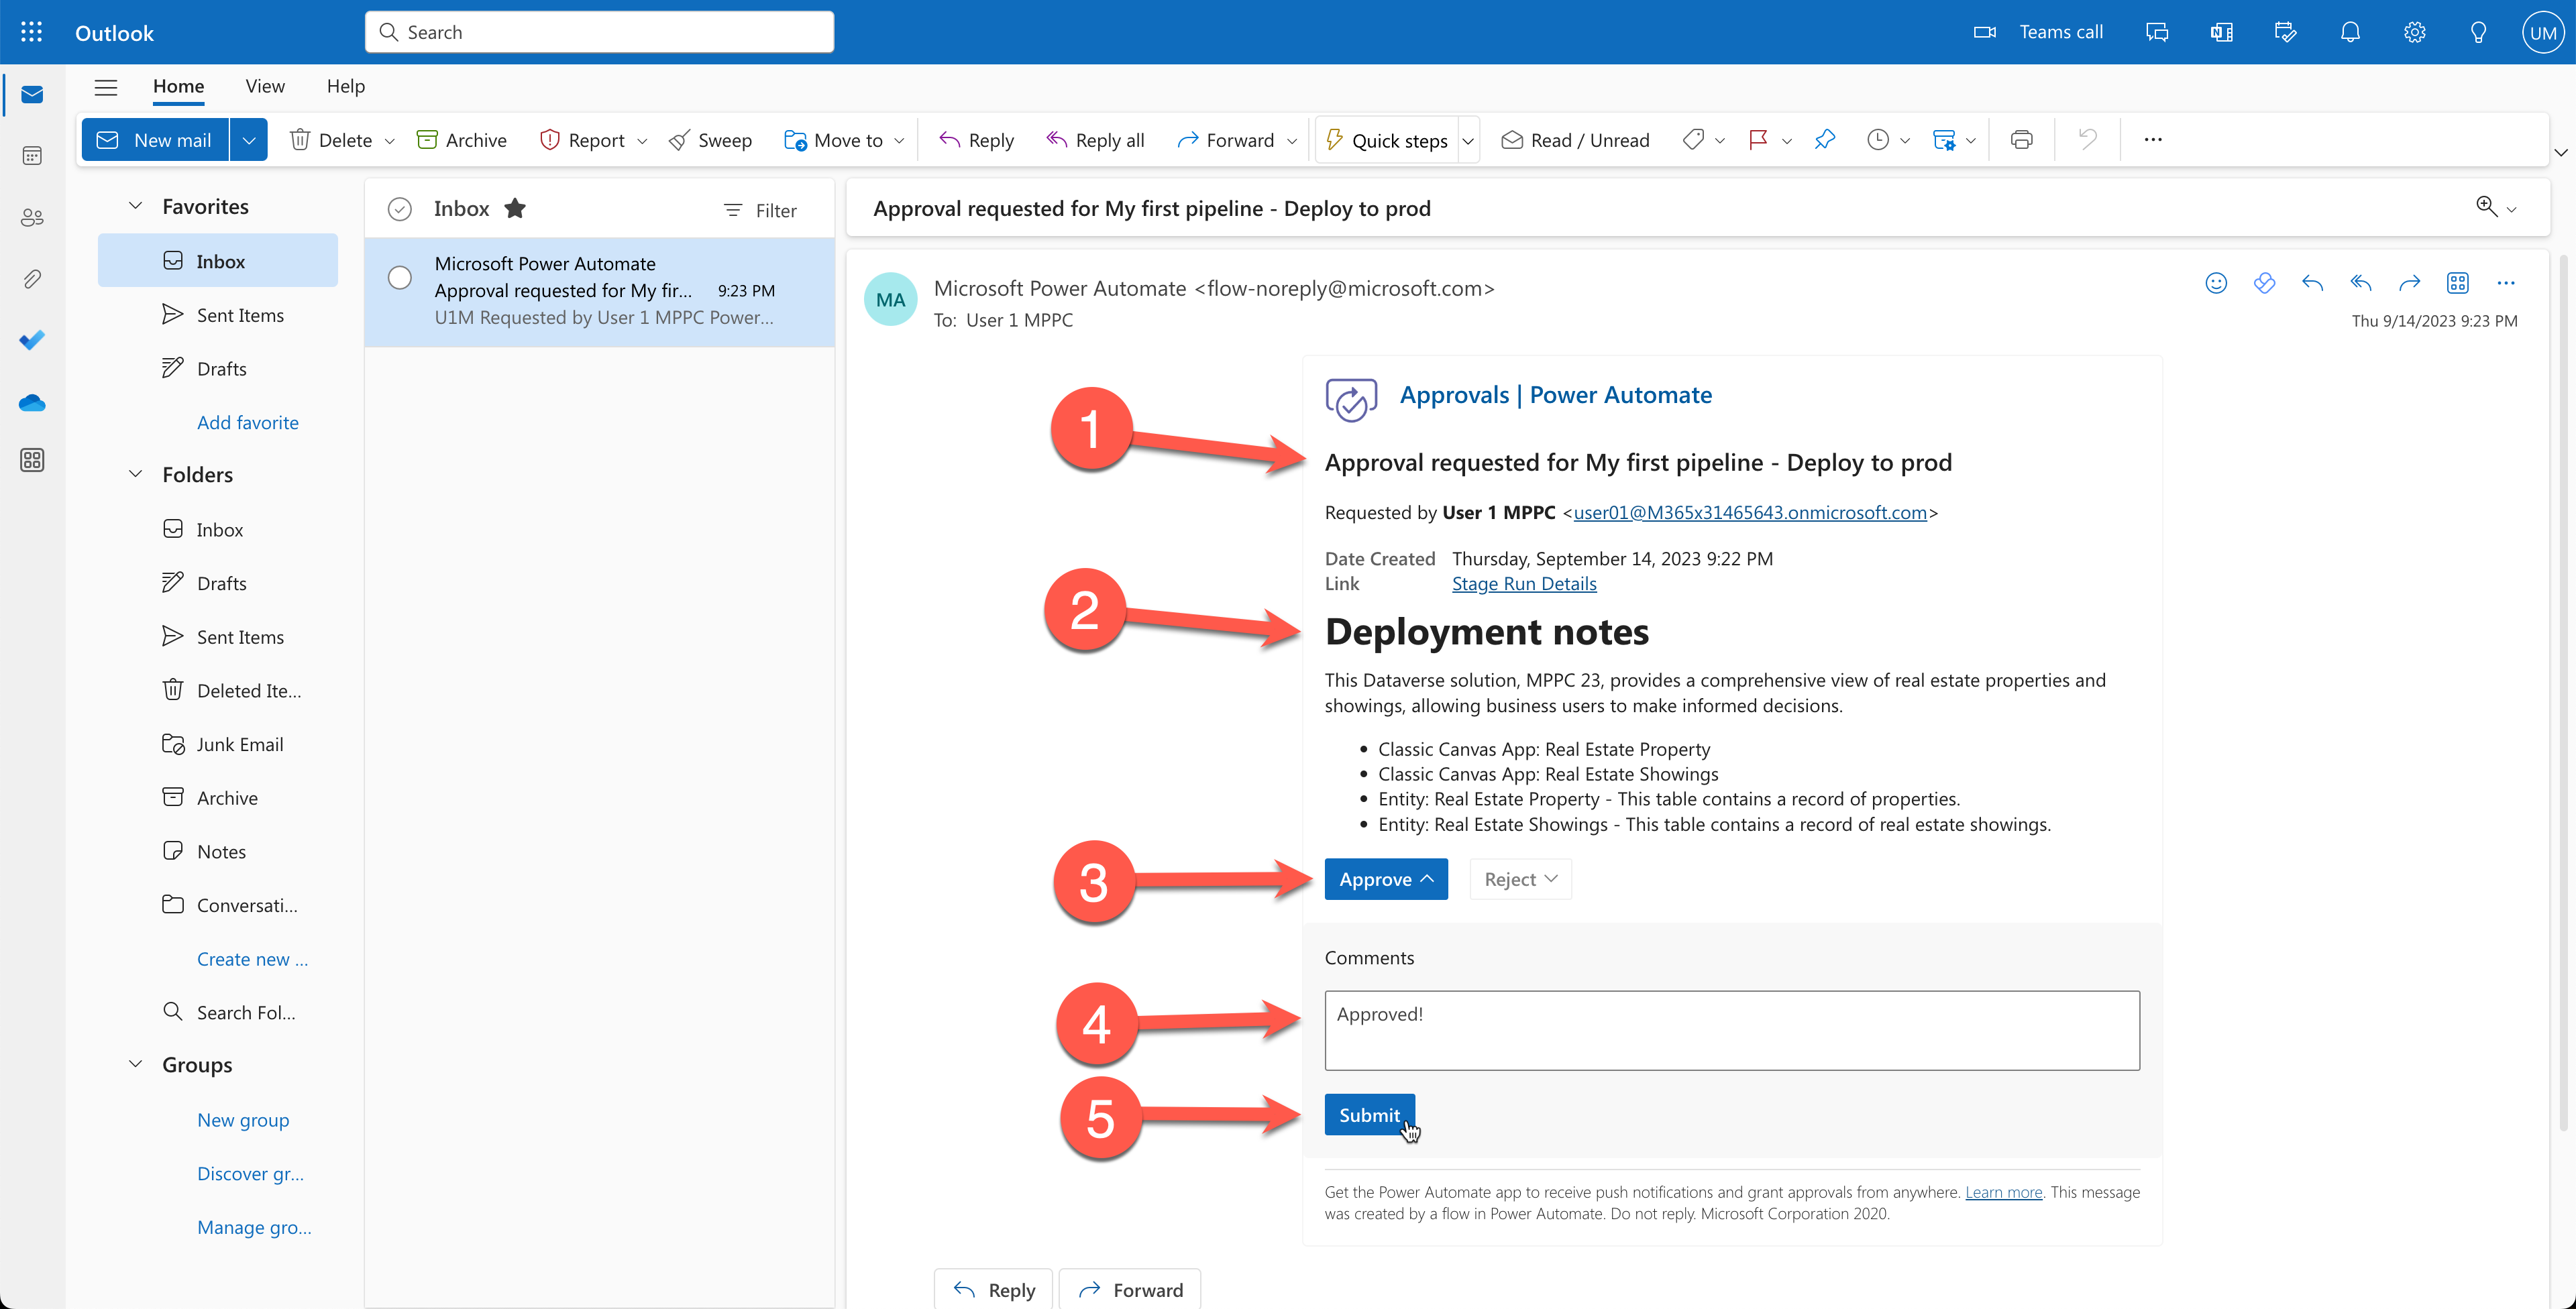 Outlook
Search
Teams call
UM
Home
View
Help
New mail
Delete
Archive
Report
Sweep
Move to
Reply
Reply all
Forward
Quick steps
Read / Unread
Favorites
Inbox
Sent Items
Drafts
Add favorite
Folders
Inbox
Drafts
Sent Items
Deleted Ite...
Junk Email
Archive
Notes
Conversati...
Create new ...
Search Fol...
Groups
New group
Discover gr...
Manage gro...
Inbox
Filter
Microsoft Power Automate
Approval requested for My fir... 9:23 PM
U1M Requested by User 1 MPPC Power...
Approval requested for My first pipeline - Deploy to prod
MA
Microsoft Power Automate <flow-noreply@microsoft.com>
To: User 1 MPPC
Thu 9/14/2023 9:23 PM
Approvals | Power Automate
1
Approval requested for My first pipeline - Deploy to prod
Requested by User 1 MPPC <user01@M365x31465643.onmicrosoft.com>
Date Created Thursday, September 14, 2023 9:22 PM
Link Stage Run Details
2
Deployment notes
This Dataverse solution, MPPC 23, provides a comprehensive view of real estate properties and
showings, allowing business users to make informed decisions.
• Classic Canvas App: Real Estate Property
• Classic Canvas App: Real Estate Showings
• Entity: Real Estate Property - This table contains a record of properties.
• Entity: Real Estate Showings - This table contains a record of real estate showings.
3
Approve
Reject
Comments
4
Approved!
5
Submit
Get the Power Automate app to receive push notifications and grant approvals from anywhere. Learn more. This message
was created by a flow in Power Automate. Do not reply. Microsoft Corporation 2020.
Reply
Forward